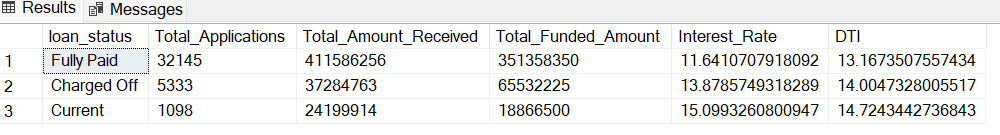 Results Messages
loan_status Total_Applications Total_Amount_Received Total_Funded_Amount Interest_Rate DTI
1 Fully Paid 32145 411586256 351358350 11.6410707918092 13.1673507557434
2 Charged Off 5333 37284763 65532225 13.8785749318289 14.0047328005517
3 Current 1098 24199914 18866500 15.0993260800947 14.7243442736843